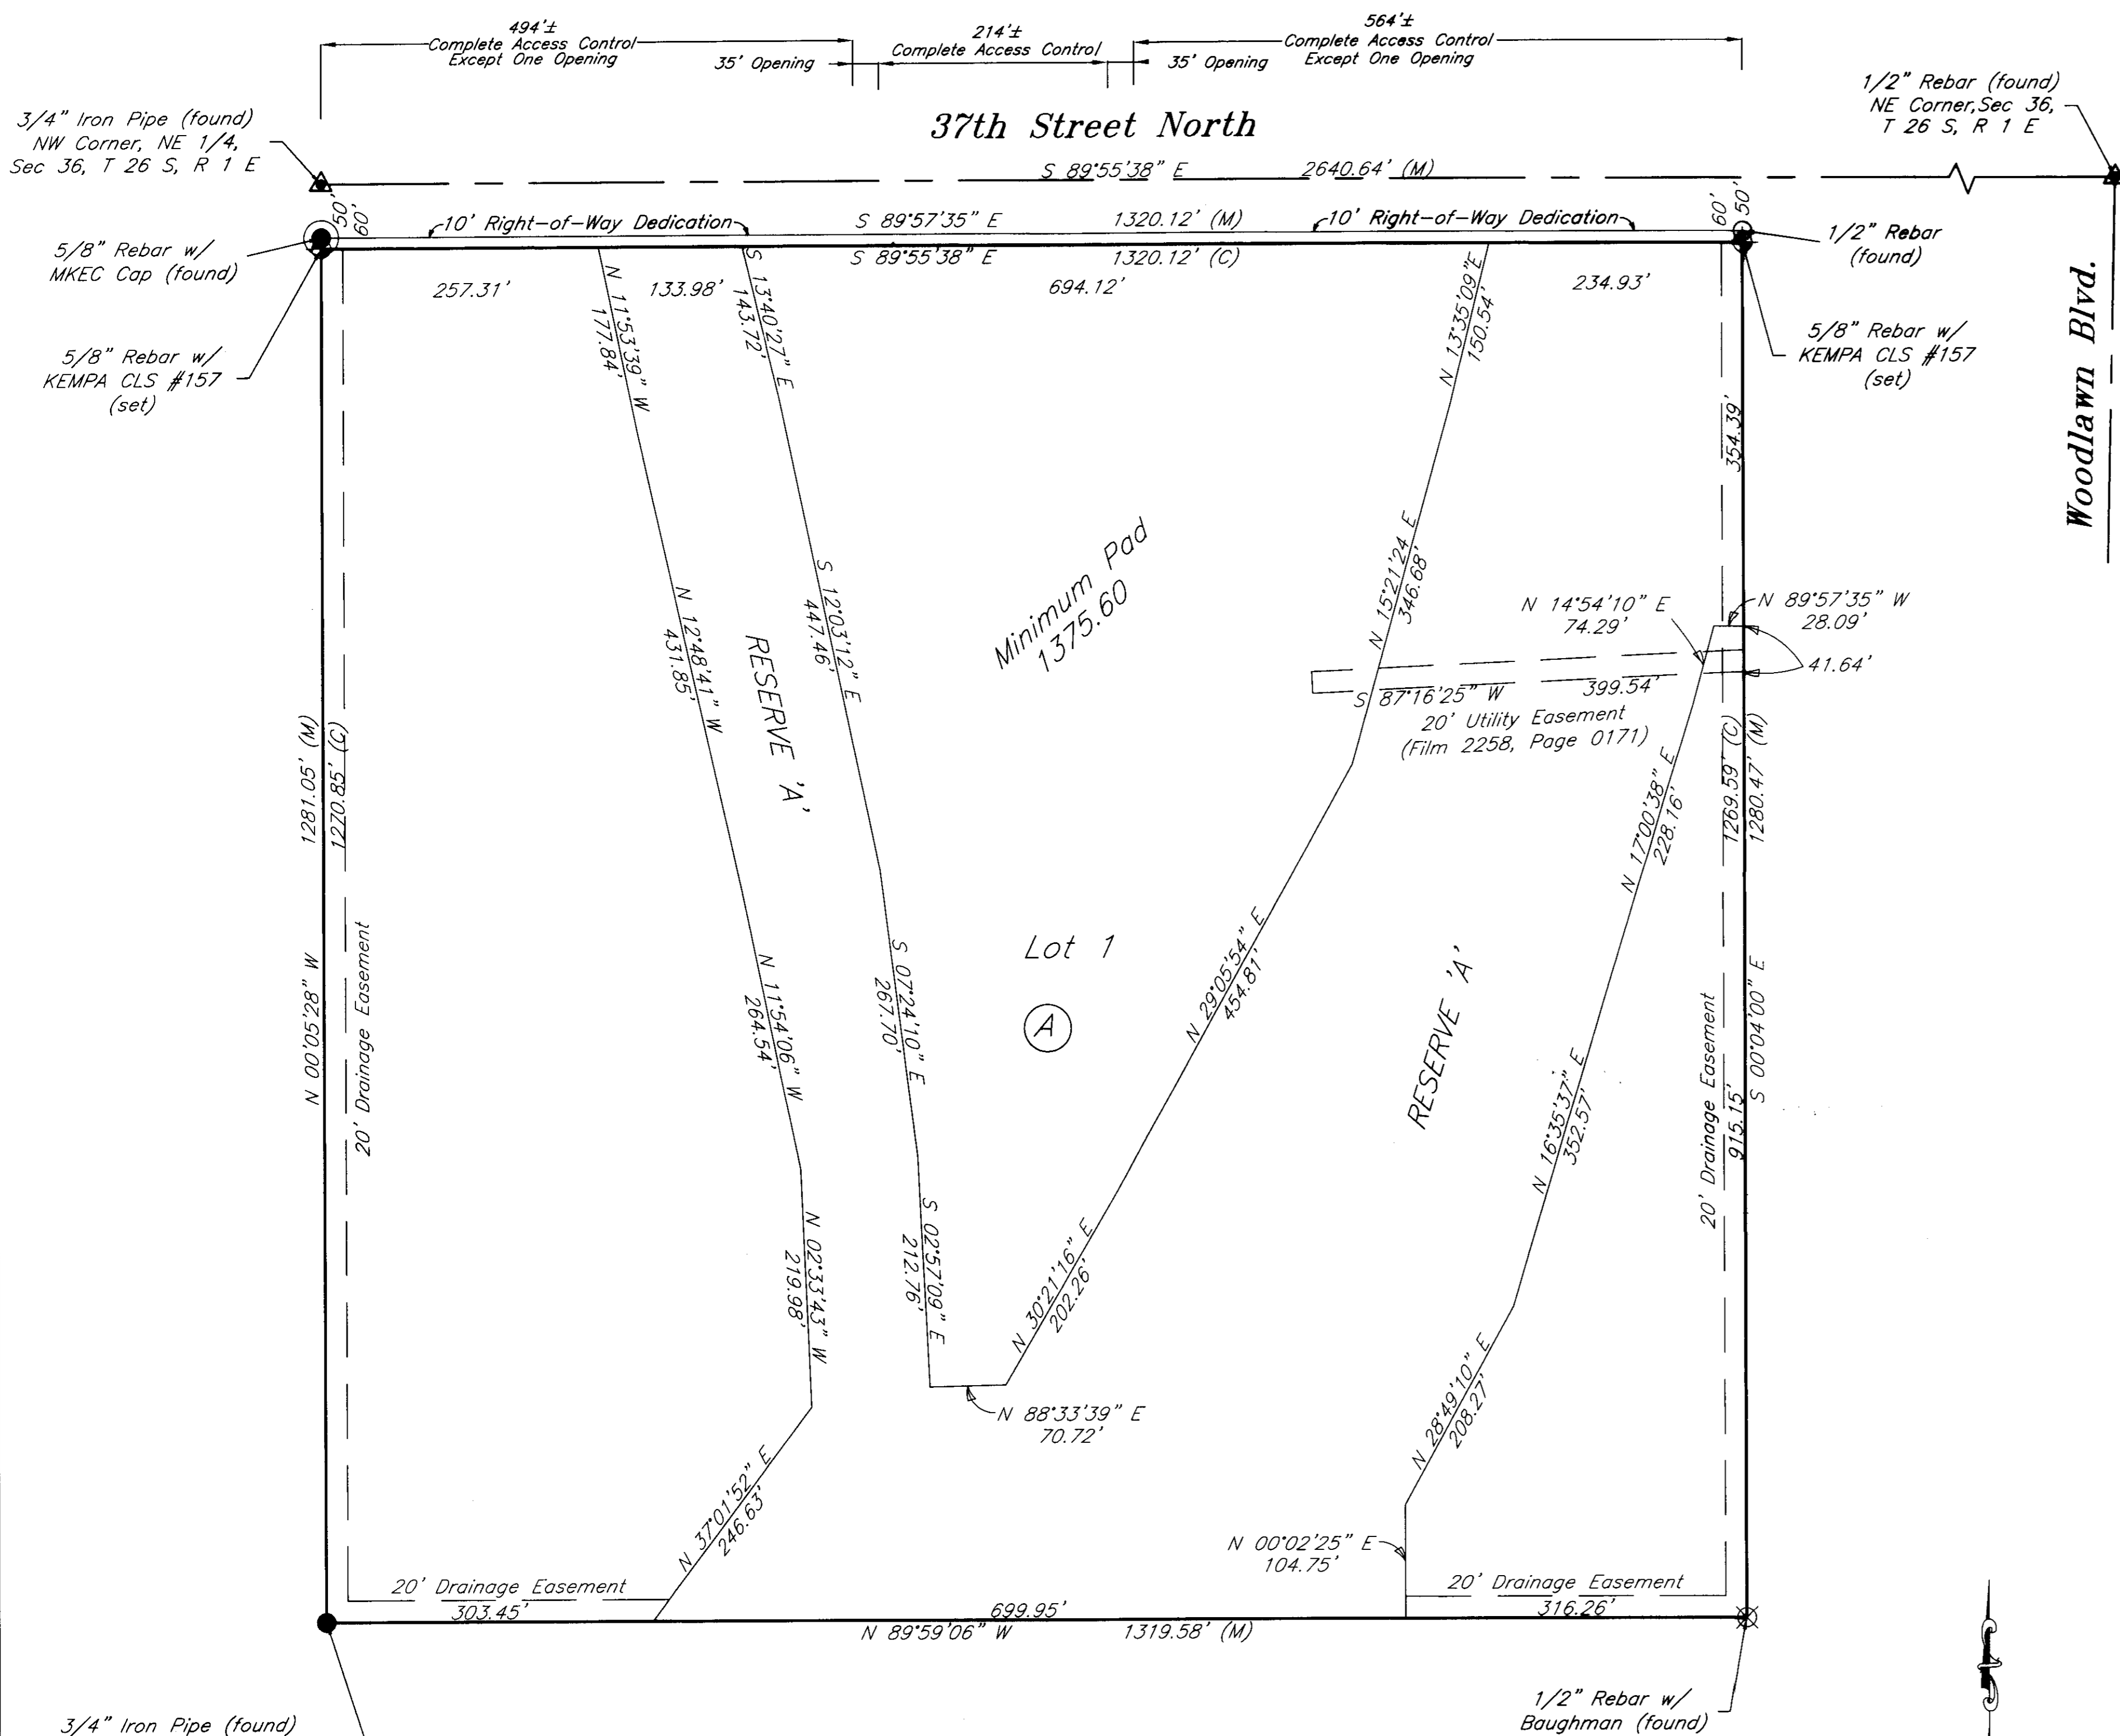 494'±
Complete Access Control
Except One Opening
35' Opening
214'±
Complete Access Control
35' Opening
564'±
Complete Access Control
Except One Opening
3/4" Iron Pipe (found)
NW Corner, NE 1/4,
Sec 36, T 26 S, R 1 E
37th Street North
1/2" Rebar (found)
NE Corner,Sec 36,
T 26 S, R 1 E
S 89°55'38" E 2640.64' (M)
50'
60'
10' Right-of-Way Dedication
S 89°57'35" E 1320.12' (M)
10' Right-of-Way Dedication
60'
50'
5/8" Rebar w/
MKEC Cap (found)
S 89°55'38" E 1320.12' (C)
1/2" Rebar
(found)
257.31'
133.98'
694.12'
234.93'
5/8" Rebar w/
KEMPA CLS #157
(set)
5/8" Rebar w/
KEMPA CLS #157
(set)
Woodlawn Blvd.
N 11°53'39" W
177.84'
S 13°40'27" E
143.72'
N 13°35'09"E
150.54'
354.39'
Minimum Pad
1375.60
N 12°48'41" W
431.85'
RESERVE 'A'
S 12°03'12" E
447.46'
N 15°21'24 E
346.68'
N 14°54'10" E
74.29'
N 89°57'35" W
28.09'
41.64'
S 87°16'25" W 399.54'
20' Utility Easement
(Film 2258, Page 0171)
1281.05' (M)
1270.85' (C)
N 17°00'38" E
228.16'
1269.59' (C)
1280.47' (M)
N 00°05'28" W
20' Drainage Easement
N 11°54'06" W
264.54'
S 07°24'10" E
267.70'
Lot 1
A
N 29°05'54" E
454.81'
RESERVE 'A'
N 16°35'37" E
352.57'
20' Drainage Easement
915.15'
S 00°04'00" E
N 02°33'43" W
219.98'
S 02°57'09" E
212.76'
N 30°21'16" E
202.26'
N 88°33'39" E
70.72'
N 28°49'10" E
208.27'
N 37°01'52" E
246.63'
N 00°02'25" E
104.75'
20' Drainage Easement
303.45'
699.95'
20' Drainage Easement
316.26'
N 89°59'06" W 1319.58' (M)
3/4" Iron Pipe (found)
1/2" Rebar w/
Baughman (found)